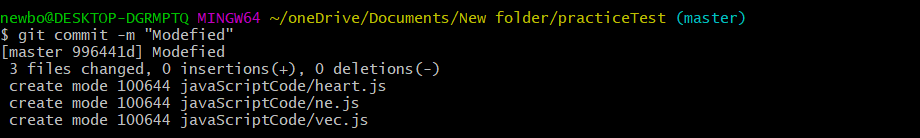 newbo@DESKTOP-DGRMPTQ MINGW64 ~/oneDrive/Documents/New folder/practiceTest (master)
$ git commit -m "Modefied"
[master 996441d] Modefied
 3 files changed, 0 insertions(+), 0 deletions(-)
 create mode 100644 javaScriptCode/heart.js
 create mode 100644 javaScriptCode/ne.js
 create mode 100644 javaScriptCode/vec.js